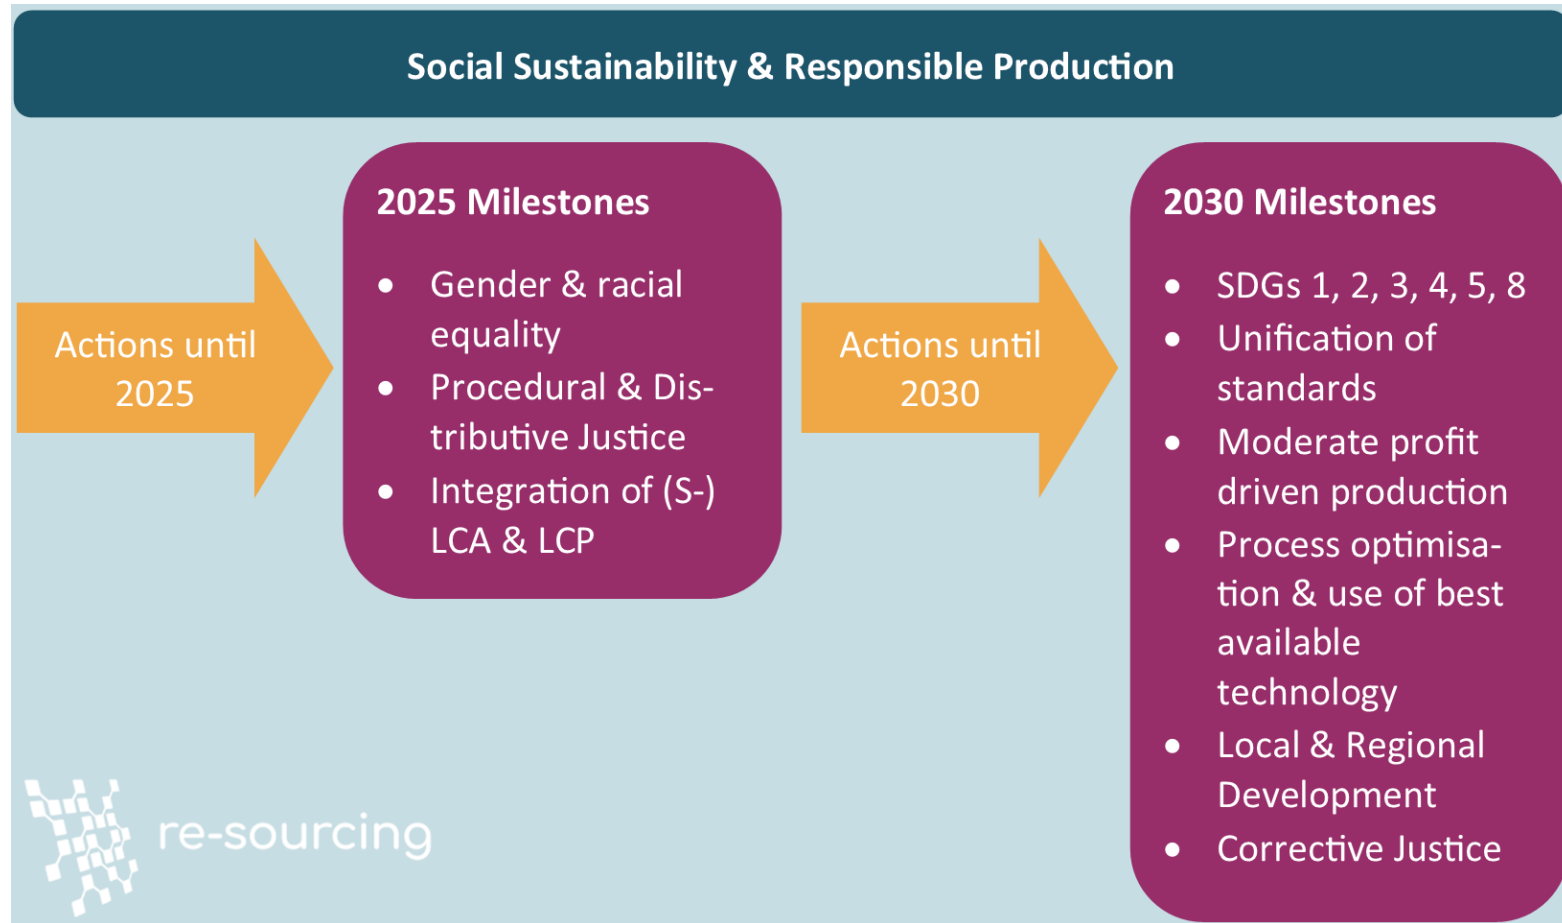 Social Sustainability & Responsible Production
Actions until
2025
2025 Milestones
• Gender & racial
equality
• Procedural & Dis-
tributive Justice
• Integration of (S-)
LCA & LCP
Actions until
2030
2030 Milestones
• SDGs 1, 2, 3, 4, 5, 8
• Unification of
standards
• Moderate profit
driven production
• Process optimisa-
tion & use of best
available
technology
• Local & Regional
Development
• Corrective Justice
re-sourcing